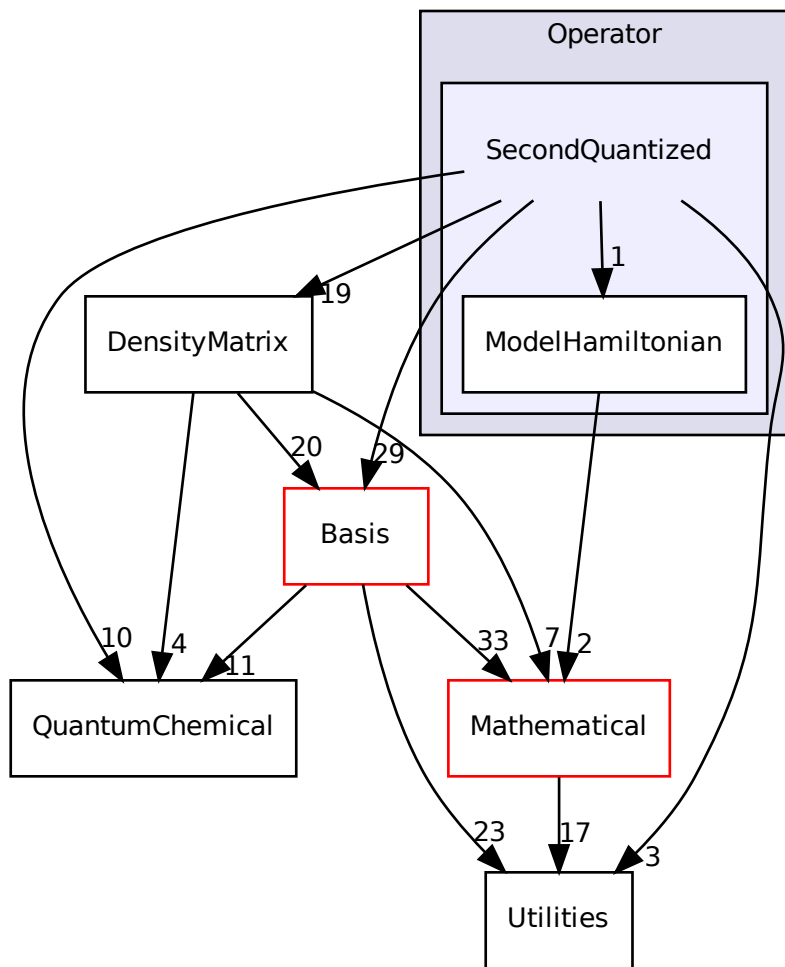 Operator
SecondQuantized
1
19
DensityMatrix
ModelHamiltonian
20
29
Basis
10
4
11
33
7
2
QuantumChemical
Mathematical
23
17
3
Utilities